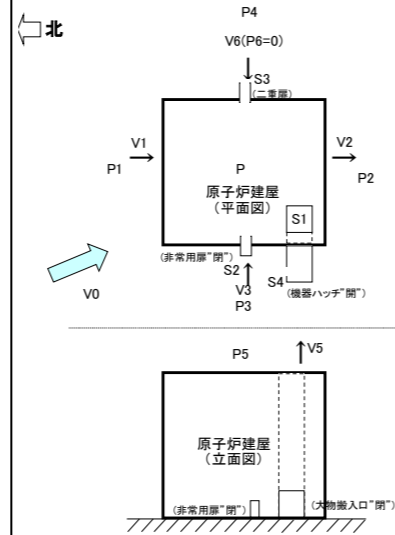 北
P4
V6(P6=0)
S3
(二重扉)
V1
P1
V2
P2
P
原子炉建屋
(平面図)
S1
(非常用扉"閉")
S2
S4
(機器ハッチ"開")
V3
P3
V0
P5
V5
原子炉建屋
(立面図)
(非常用扉"閉")
(大物搬入口"閉")